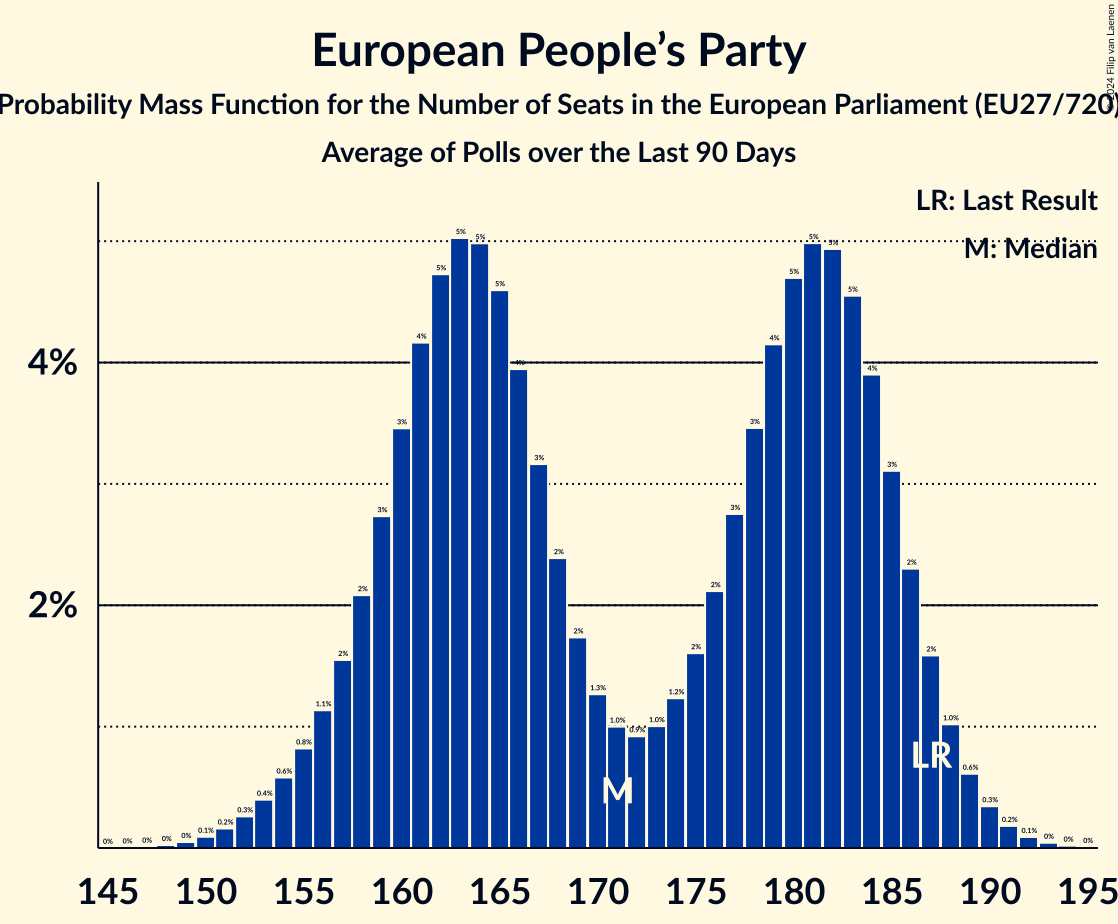 European People’s Party
Probability Mass Function for the Number of Seats in the European Parliament (EU27/720)
Average of Polls over the Last 90 Days
© 2024 Filip van Laenen
LR: Last Result
M: Median
4%
2%
0% 0% 0% 0% 0% 0.1% 0.2% 0.3% 0.4% 0.6% 0.8% 1.1% 2% 2% 3% 3% 4% 5% 5% 5% 5% 4% 3% 2% 2% 1.3% 1.0% 0.9% 1.0% 1.2% 2% 2% 3% 3% 4% 5% 5% 5% 5% 4% 3% 2% 2% 1.0% 0.6% 0.3% 0.2% 0.1% 0% 0% 0%
M
LR
145 150 155 160 165 170 175 180 185 190 195